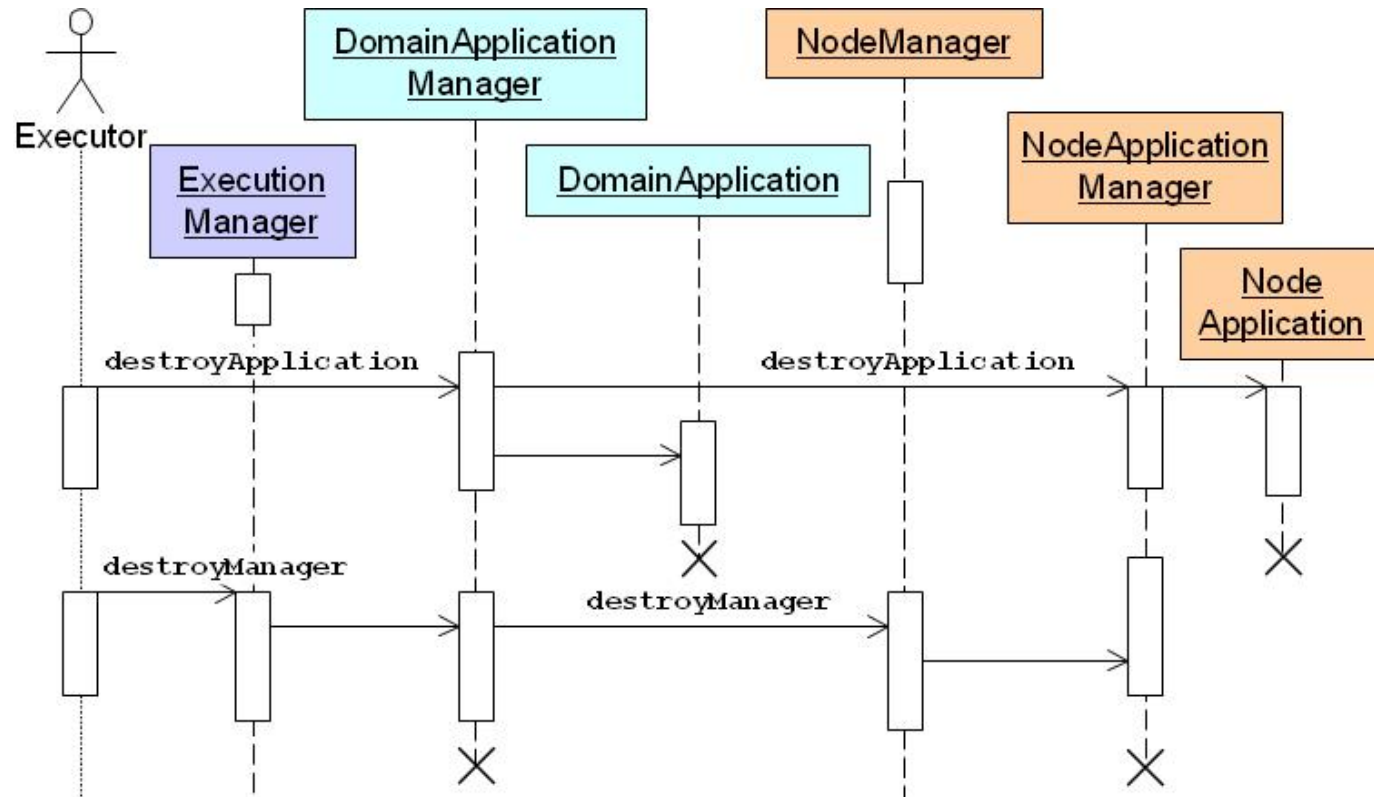 DomainApplication
Manager
NodeManager
Executor
Execution
Manager
DomainApplication
NodeApplication
Manager
Node
Application
destroyApplication
destroyApplication
destroyManager
destroyManager